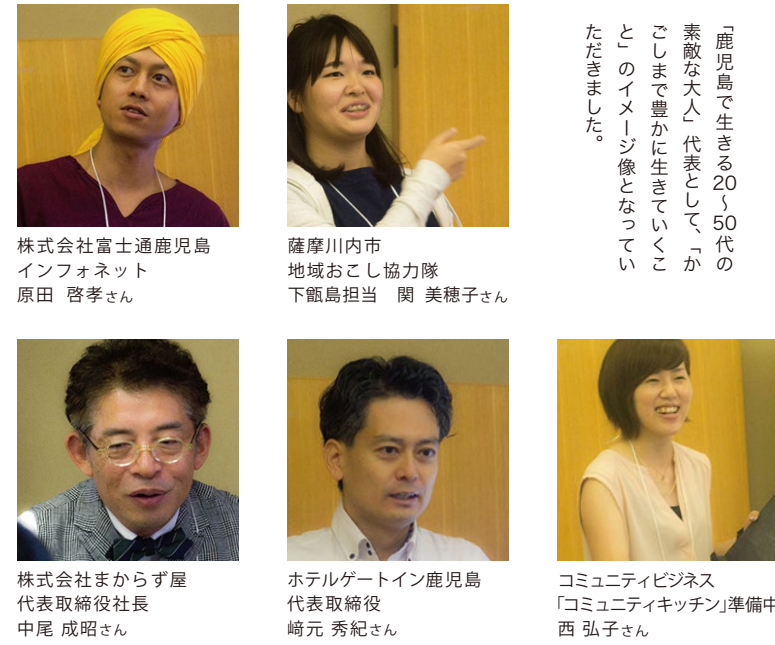 「鹿児島で生きる20〜50代の
素敵な大人」代表として、「か
ごしまで豊かに生きていくこ
と」のイメージ像となってい
ただきました。
株式会社富士通鹿児島
インフォネット
原田 啓孝さん
薩摩川内市
地域おこし協力隊
下甑島担当 関 美穂子さん
株式会社まからず屋
代表取締役社長
中尾 成昭さん
ホテルゲートイン鹿児島
代表取締役
﨑元 秀紀さん
コミュニティビジネス
「コミュニティキッチン」準備中
西 弘子さん